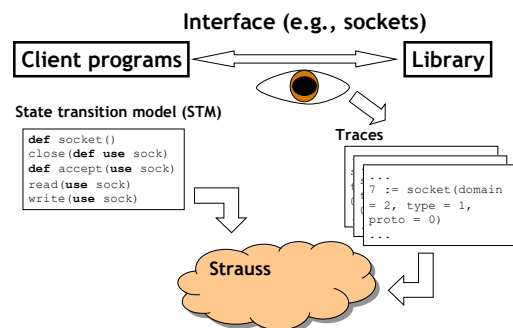 Interface (e.g., sockets)
Client programs
Library
State transition model (STM)
def socket()
close(def use sock)
def accept(use sock)
read(use sock)
write(use sock)
Traces
...
7 := socket(domain
= 2, type = 1,
proto = 0)
...
Strauss